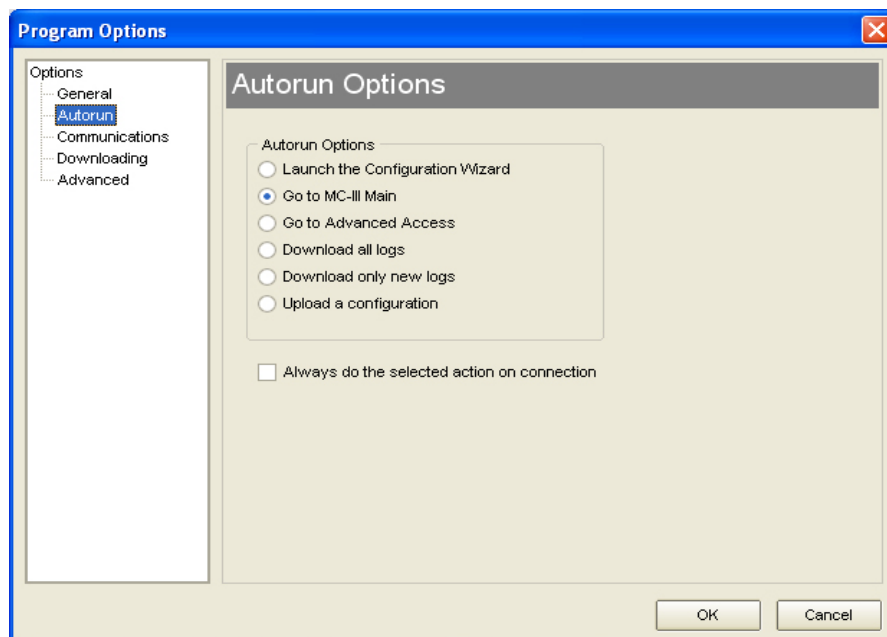 Program Options
Options
General
Autorun
Communications
Downloading
Advanced
Autorun Options
Autorun Options
Launch the Configuration Wizard
Go to MC-III Main
Go to Advanced Access
Download all logs
Download only new logs
Upload a configuration
Always do the selected action on connection
OK
Cancel